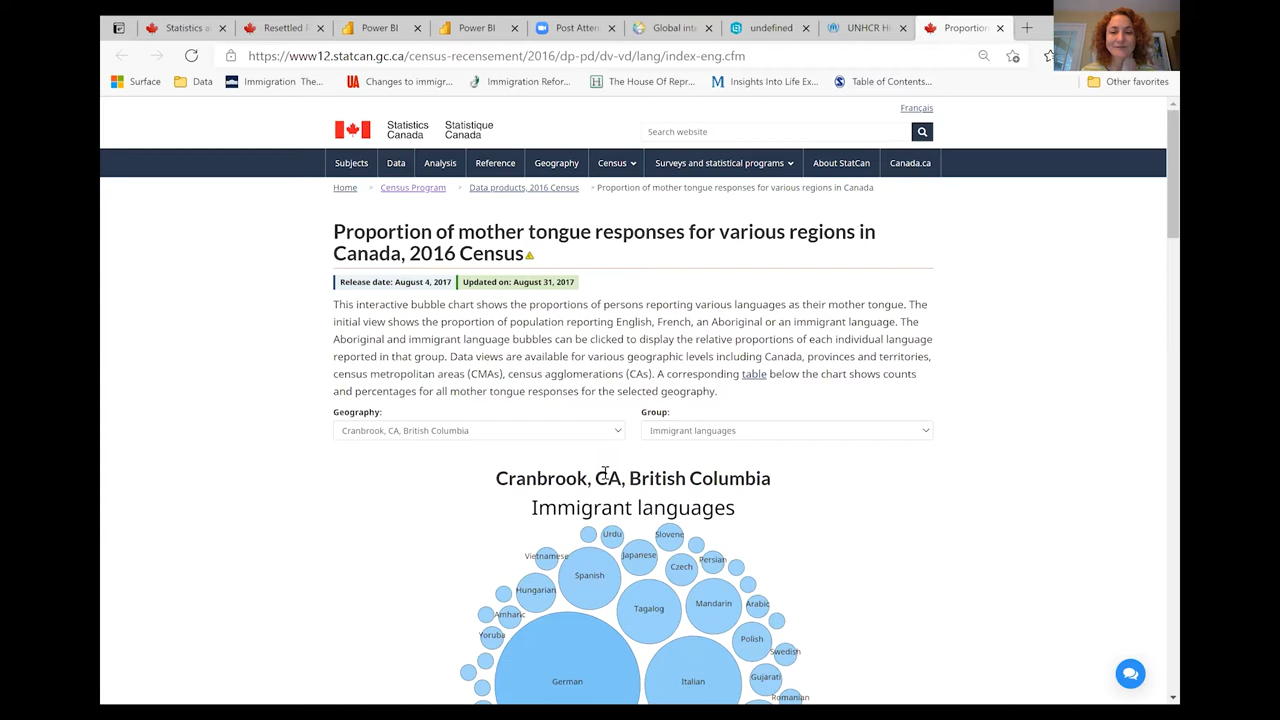 Statistics a
Resettled R
Power BI
Power BI
Post Atten
Global inte
undefined
UNHCR Hi
Proportion
https://www12.statcan.gc.ca/census-recensement/2016/dp-pd/dv-vd/lang/index-eng.cfm
Surface
Data
Immigration The...
UA
Changes to immigr...
Immigration Refor...
The House Of Repr...
Insights Into Life Ex...
Table of Contents...
Other favorites
Français
Statistics
Canada
Statistique
Canada
Search website
Subjects
Data
Analysis
Reference
Geography
Census
Surveys and statistical programs
About StatCan
Canada.ca
Home > Census Program > Data products, 2016 Census > Proportion of mother tongue responses for various regions in Canada
Proportion of mother tongue responses for various regions in
Canada, 2016 Census
Release date: August 4, 2017
Updated on: August 31, 2017
This interactive bubble chart shows the proportions of persons reporting various languages as their mother tongue. The
initial view shows the proportion of population reporting English, French, an Aboriginal or an immigrant language. The
Aboriginal and immigrant language bubbles can be clicked to display the relative proportions of each individual language
reported in that group. Data views are available for various geographic levels including Canada, provinces and territories,
census metropolitan areas (CMAs), census agglomerations (CAs). A corresponding table below the chart shows counts
and percentages for all mother tongue responses for the selected geography.
Geography:
Group:
Cranbrook, CA, British Columbia
Immigrant languages
Cranbrook, CA, British Columbia
Immigrant languages
Urdu
Slovene
Vietnamese
Japanese
Persian
Czech
Spanish
Hungarian
Tagalog
Mandarin
Arabic
Amharic
Yoruba
Polish
Swedish
German
Italian
Gujarati
Romanian